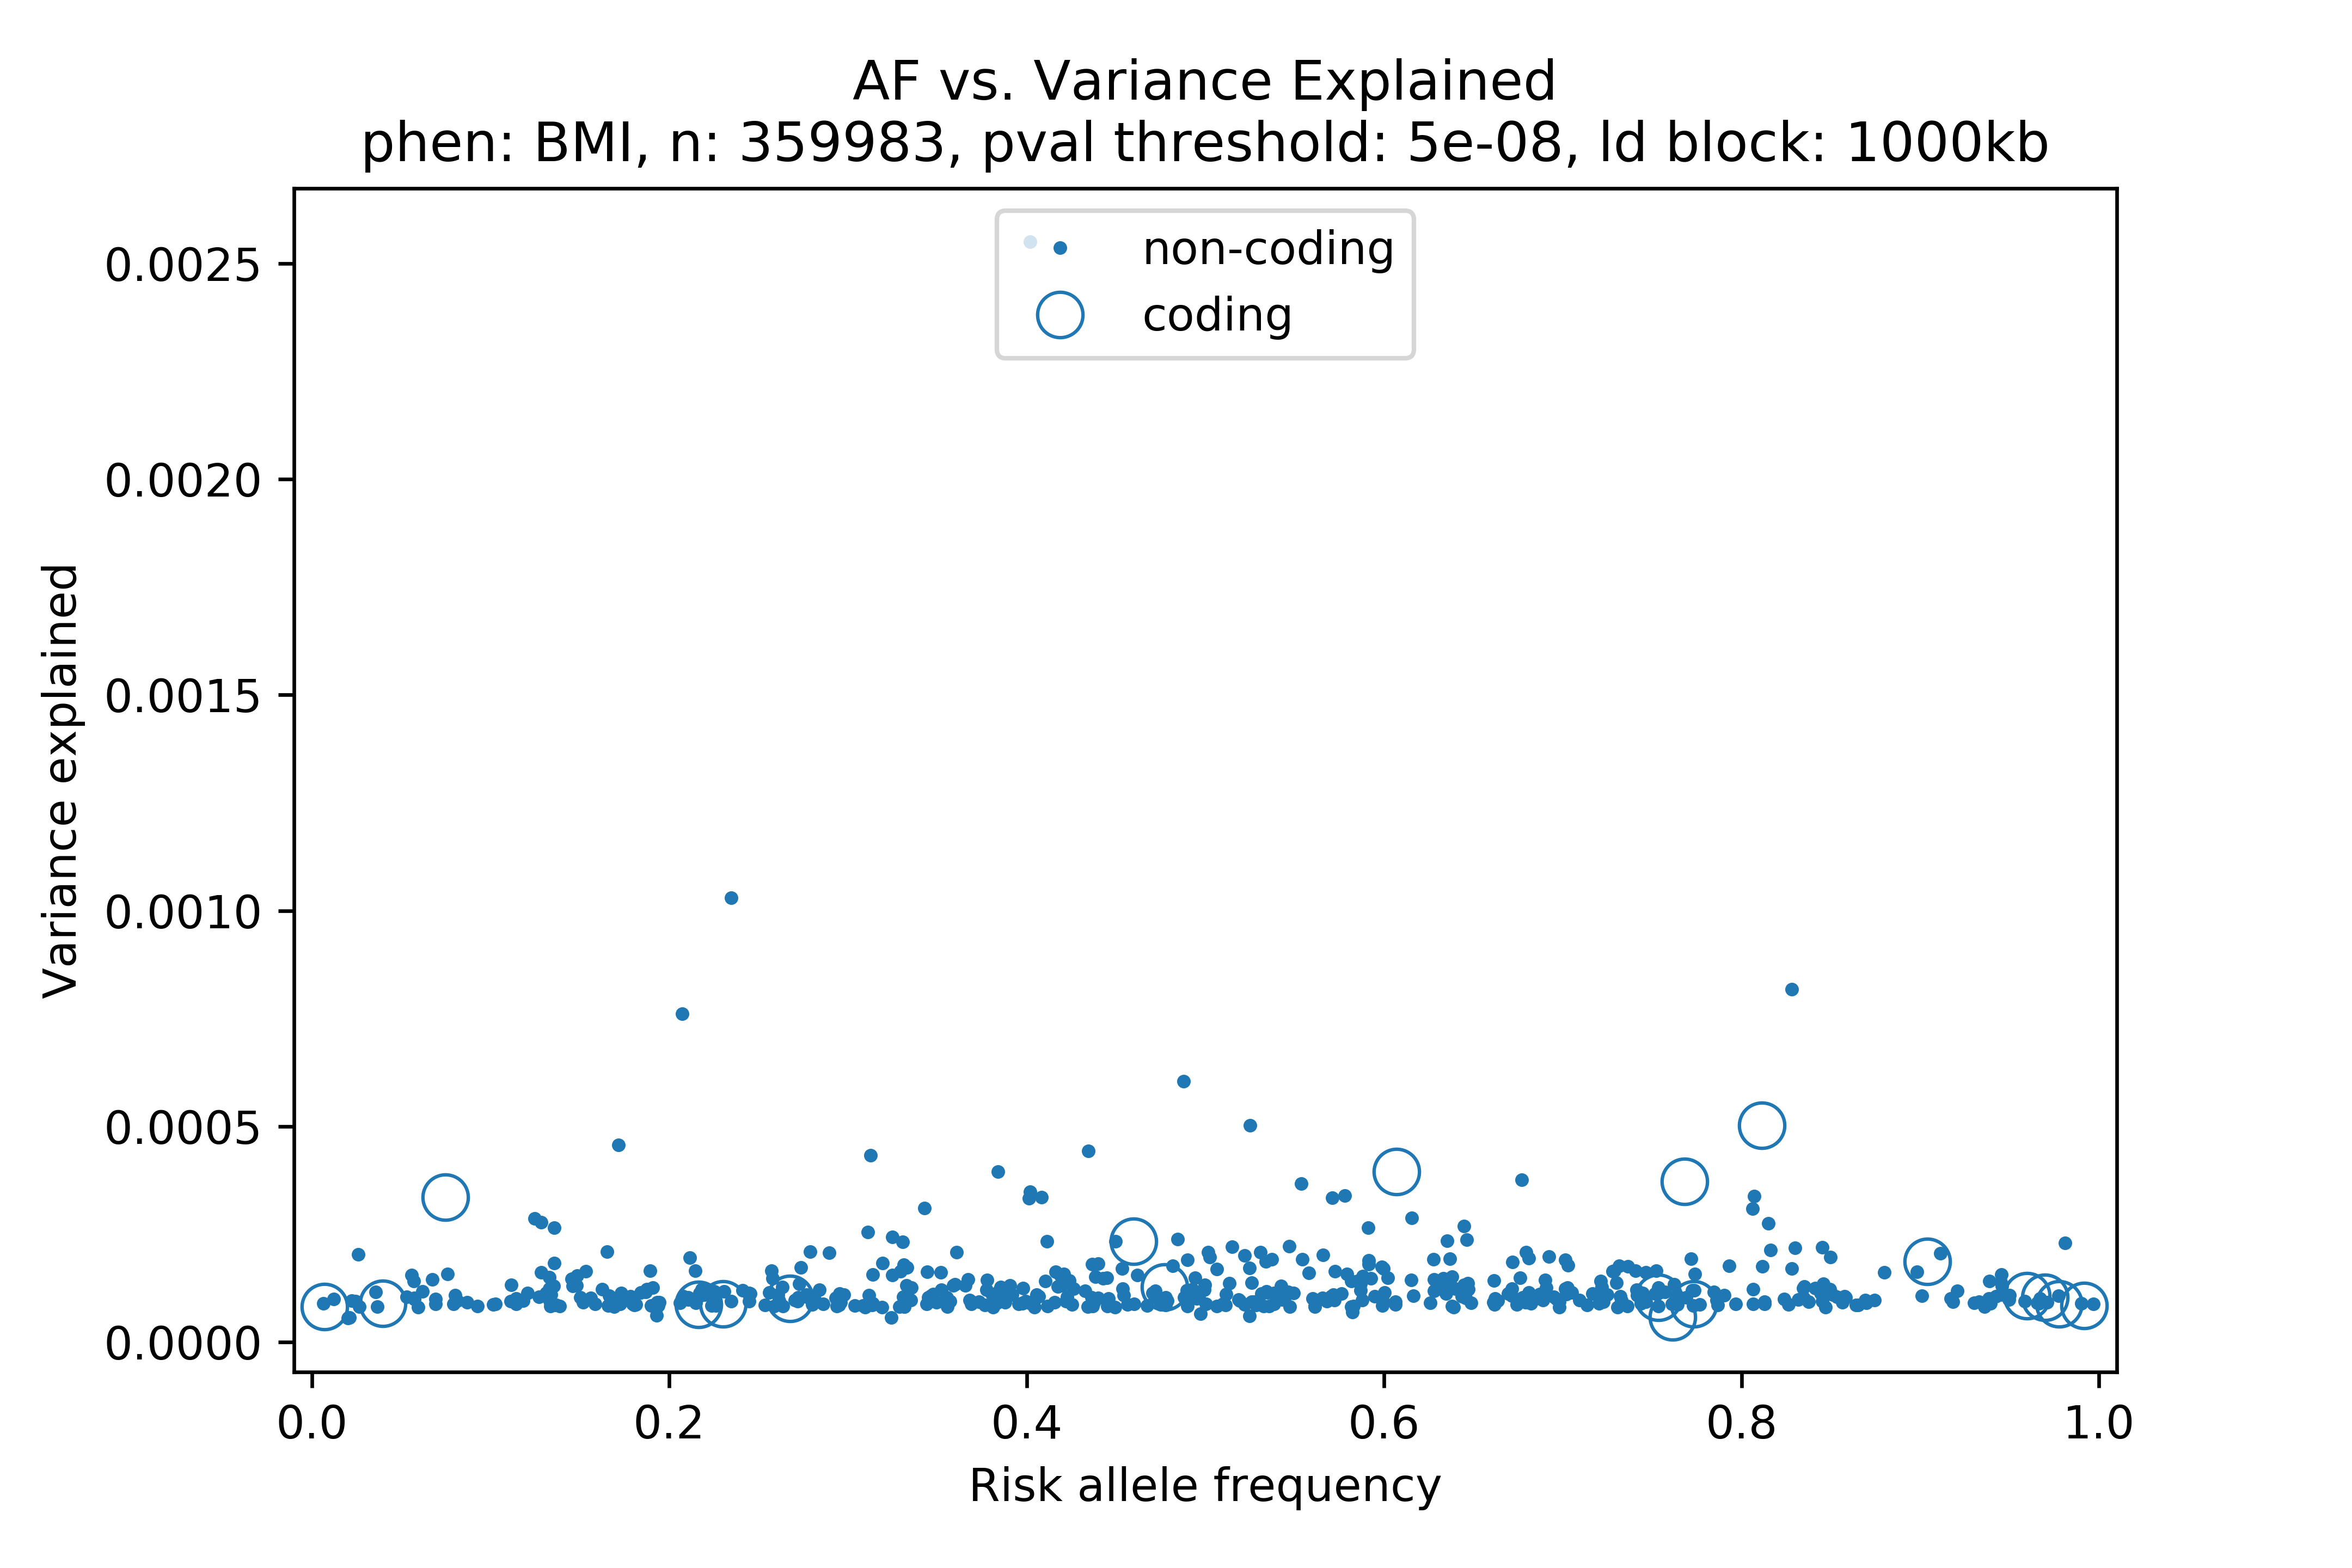 AF vs. Variance Explained
phen: BMI, n: 359983, pval threshold: 5e-08, ld block: 1000kb
non-coding
coding
0.0025
0.0020
0.0015
0.0010
0.0005
0.0000
Variance explained
0.0 0.2 0.4 0.6 0.8 1.0
Risk allele frequency